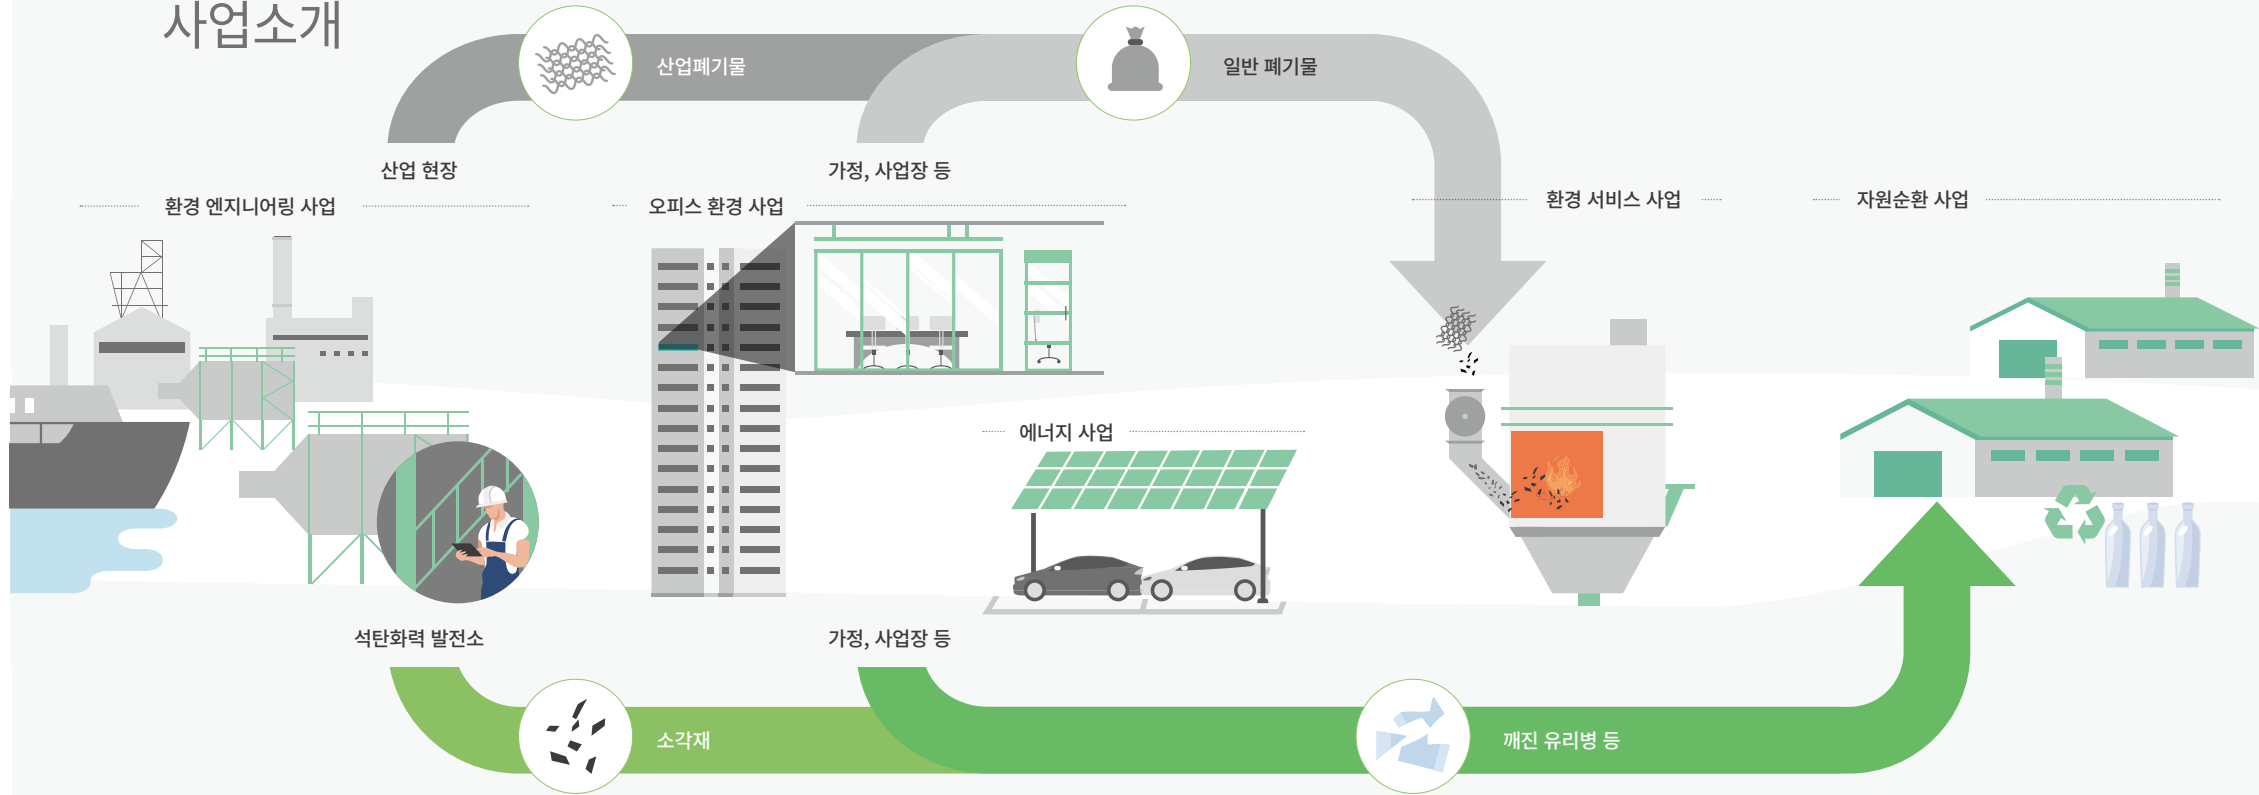 사업소개
산업폐기물
일반 폐기물
산업 현장
가정, 사업장 등
환경 엔지니어링 사업
오피스 환경 사업
환경 서비스 사업
자원순환 사업
에너지 사업
석탄화력 발전소
가정, 사업장 등
소각재
깨진 유리병 등